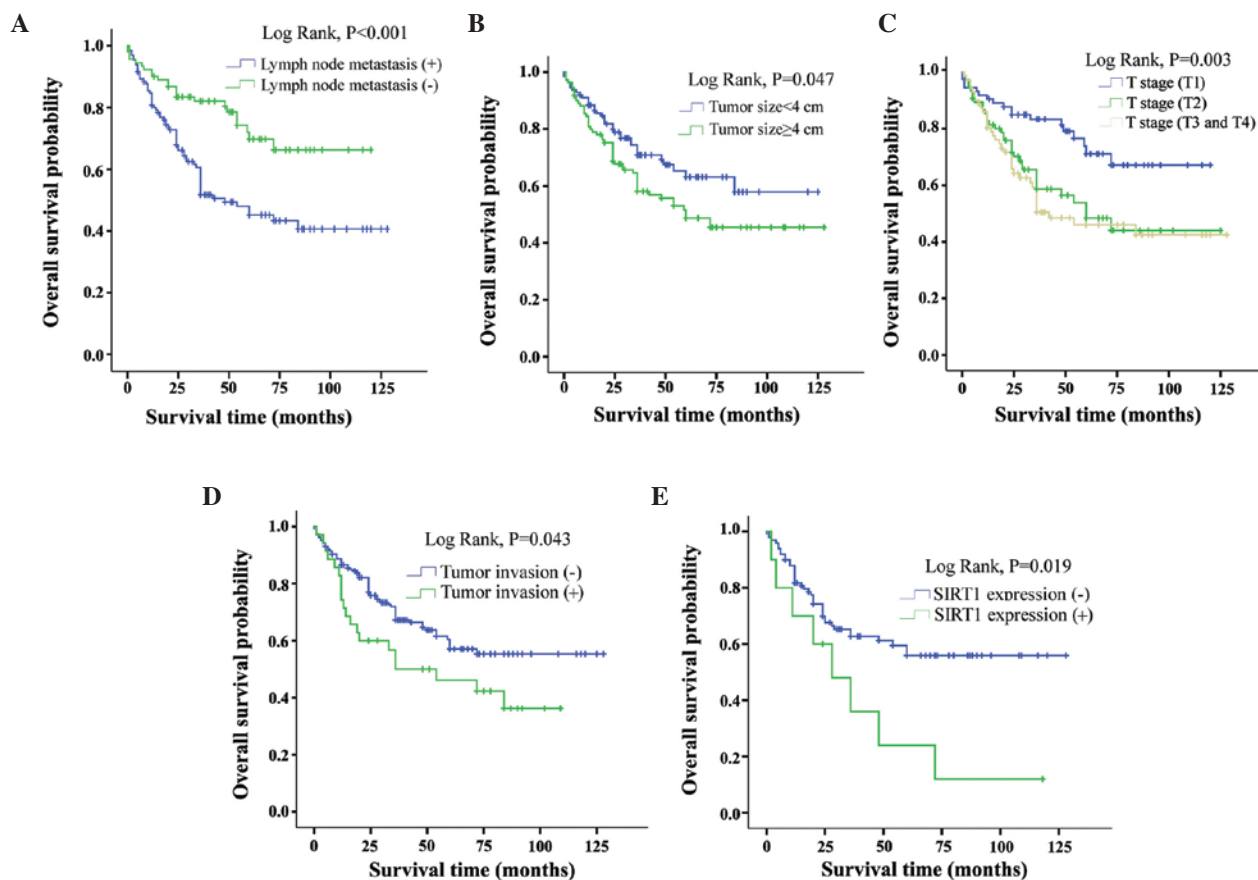 A
Log Rank, P<0.001
Lymph node metastasis (+)
Lymph node metastasis (-)
Overall survival probability
1.0
0.8
0.6
0.4
0.2
0.0
0 25 50 75 100 125
Survival time (months)
B
Log Rank, P=0.047
Tumor size<4 cm
Tumor size≥4 cm
Overall survival probability
1.0
0.8
0.6
0.4
0.2
0.0
0 25 50 75 100 125
Survival time (months)
C
Log Rank, P=0.003
T stage (T1)
T stage (T2)
T stage (T3 and T4)
Overall survival probability
1.0
0.8
0.6
0.4
0.2
0.0
0 25 50 75 100 125
Survival time (months)
D
Log Rank, P=0.043
Tumor invasion (-)
Tumor invasion (+)
Overall survival probability
1.0
0.8
0.6
0.4
0.2
0.0
0 25 50 75 100 125
Survival time (months)
E
Log Rank, P=0.019
SIRT1 expression (-)
SIRT1 expression (+)
Overall survival probability
1.0
0.8
0.6
0.4
0.2
0.0
0 25 50 75 100 125
Survival time (months)